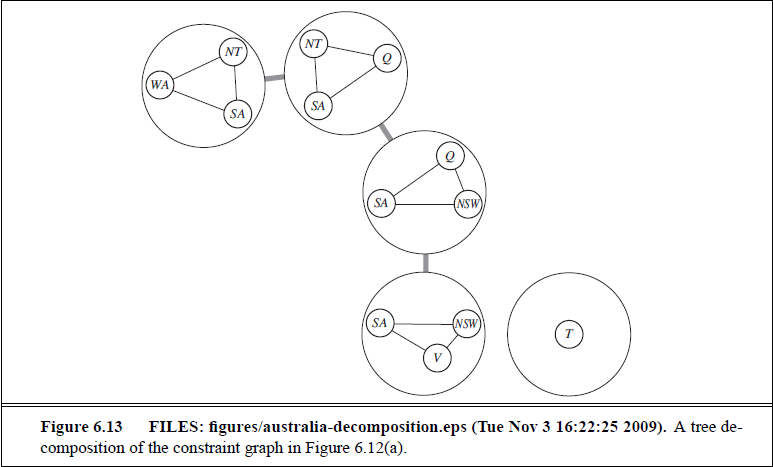 NT
WA
SA
NT
Q
SA
Q
SA
NSW
SA
NSW
V
T
Figure 6.13 FILES: figures/australia-decomposition.eps (Tue Nov 3 16:22:25 2009). A tree de-
composition of the constraint graph in Figure 6.12(a).